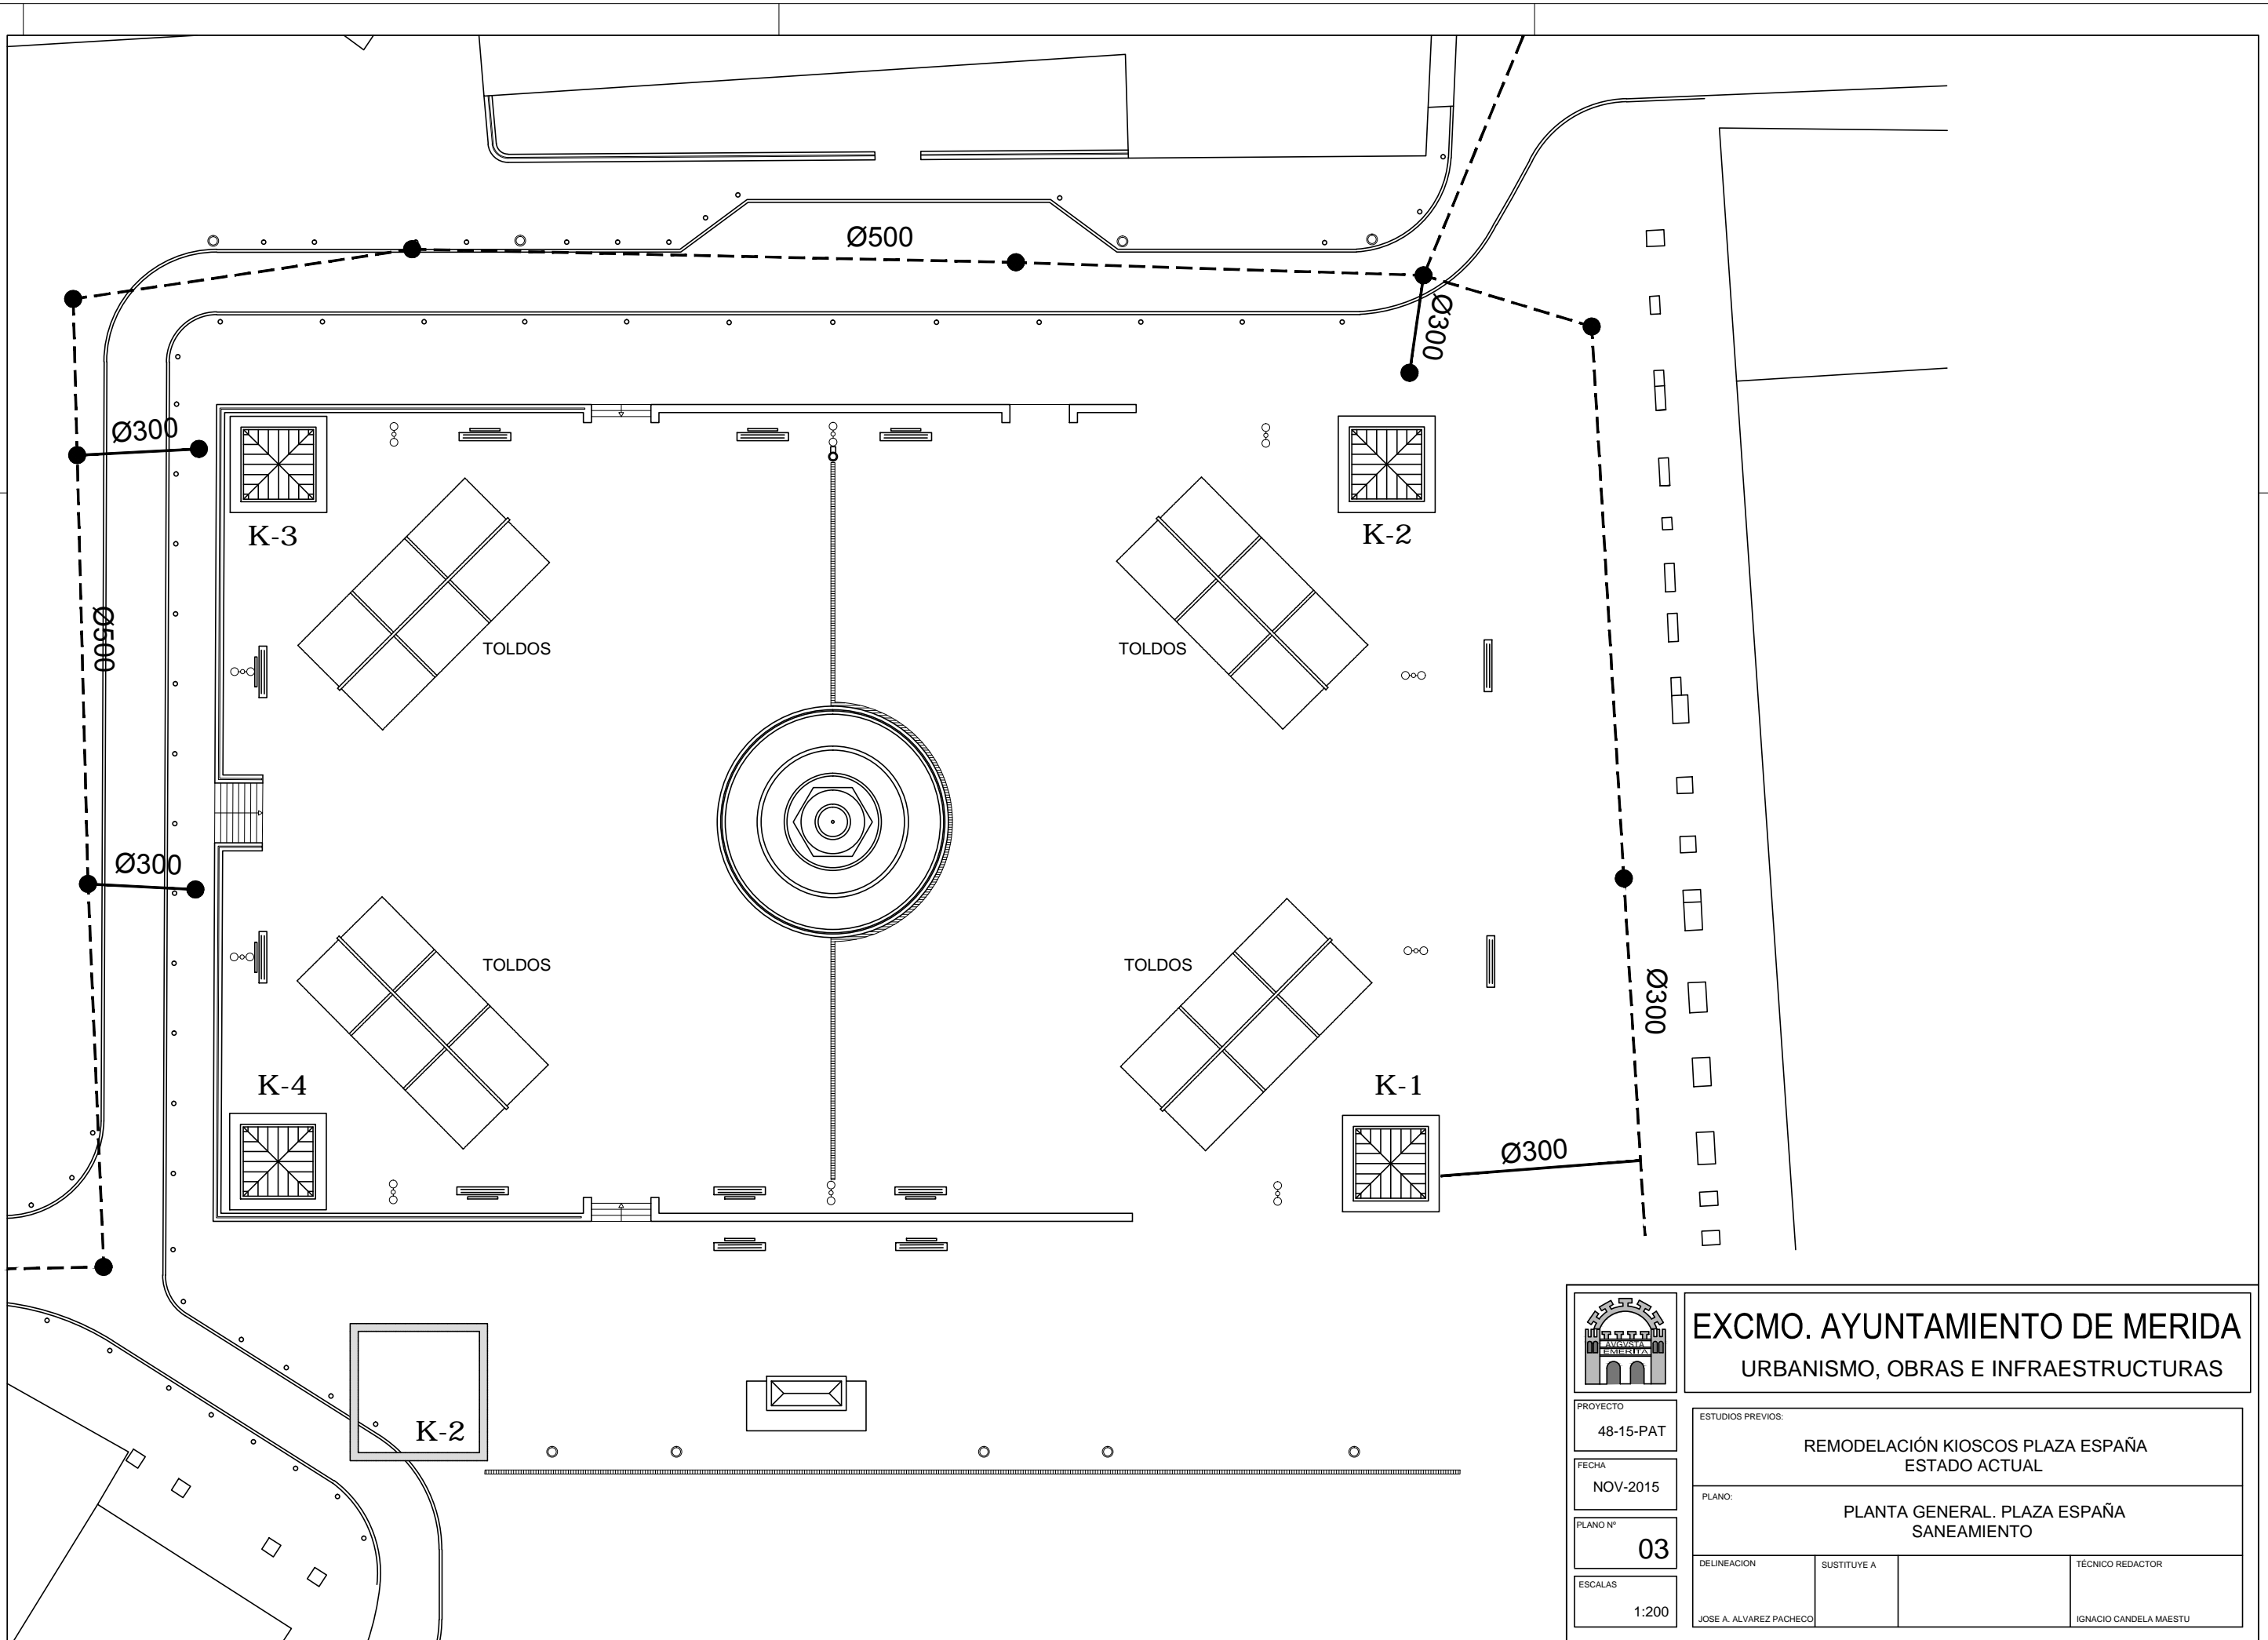 Ø500
Ø300
Ø300
K-3
K-2
Ø500
TOLDOS
TOLDOS
Ø300
TOLDOS
TOLDOS
Ø300
K-4
K-1
Ø300
K-2
AVGVSTA
EMERITA
EXCMO. AYUNTAMIENTO DE MERIDA
URBANISMO, OBRAS E INFRAESTRUCTURAS
PROYECTO
48-15-PAT
FECHA
NOV-2015
PLANO Nº
03
ESCALAS
1:200
ESTUDIOS PREVIOS:
REMODELACIÓN KIOSCOS PLAZA ESPAÑA
ESTADO ACTUAL
PLANO:
PLANTA GENERAL. PLAZA ESPAÑA
SANEAMIENTO
DELINEACION
JOSE A. ALVAREZ PACHECO
SUSTITUYE A
TÉCNICO REDACTOR
IGNACIO CANDELA MAESTU